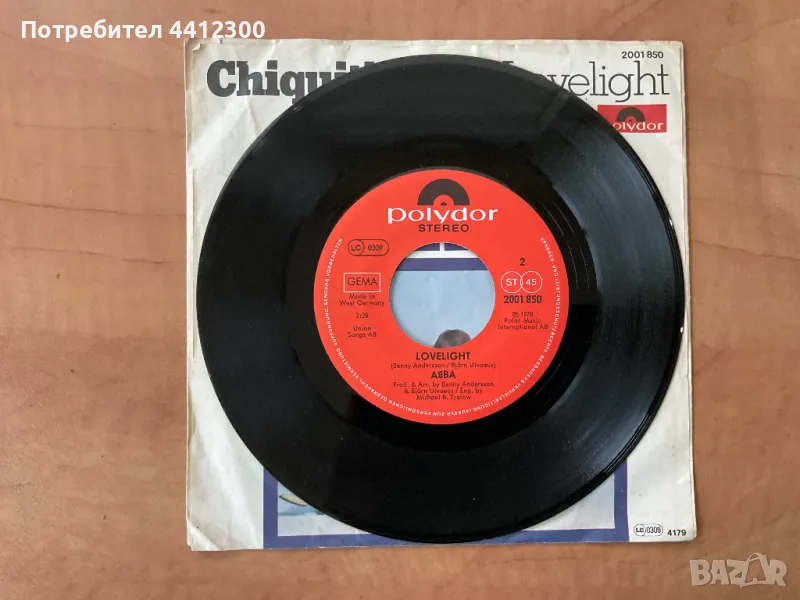 Потребител 4412300
2001 850
Lovelight
polydor
polydor
STEREO
LC 0309
2
GEMA
ST 45
Made in
West Germany
2001 850
3:28
℗ 1978
Union
Songs AB
Polar Music
International AB
LOVELIGHT
(Benny Andersson / Björn Ulvaeus)
ABBA
Prod. & Arr. by Benny Andersson
& Björn Ulvaeus / Eng. by
Michael B. Tretow
LC 0309
4179
BAZAR